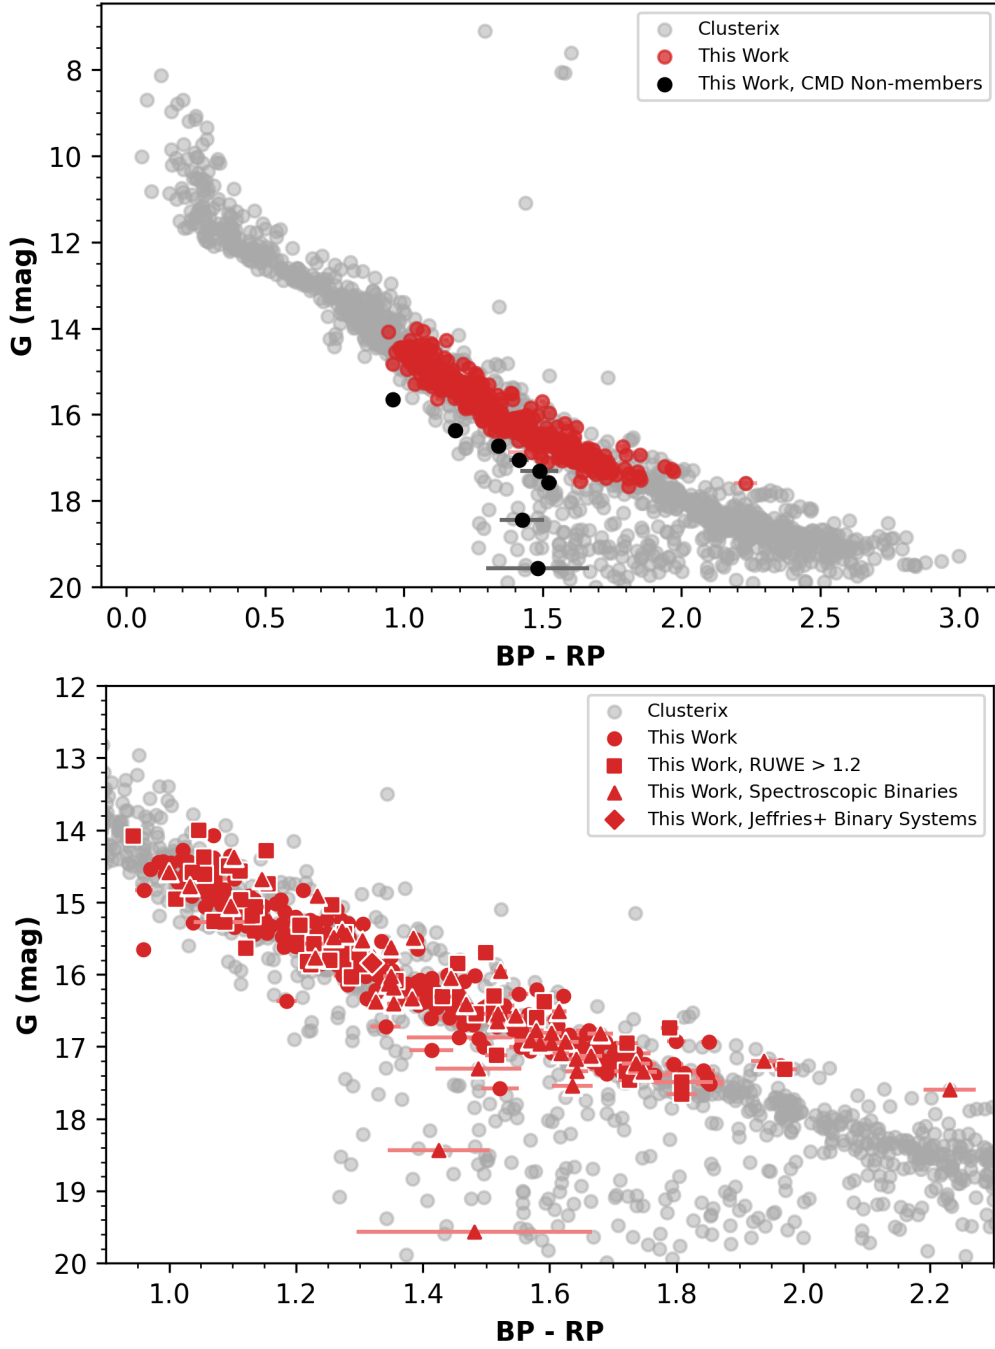 Clusterix
This Work
This Work, CMD Non-members
8
10
12
14
16
18
20
G (mag)
0.0 0.5 1.0 1.5 2.0 2.5 3.0
BP - RP
Clusterix
This Work
This Work, RUWE > 1.2
This Work, Spectroscopic Binaries
This Work, Jeffries+ Binary Systems
12
13
14
15
16
17
18
19
20
G (mag)
1.0 1.2 1.4 1.6 1.8 2.0 2.2
BP - RP